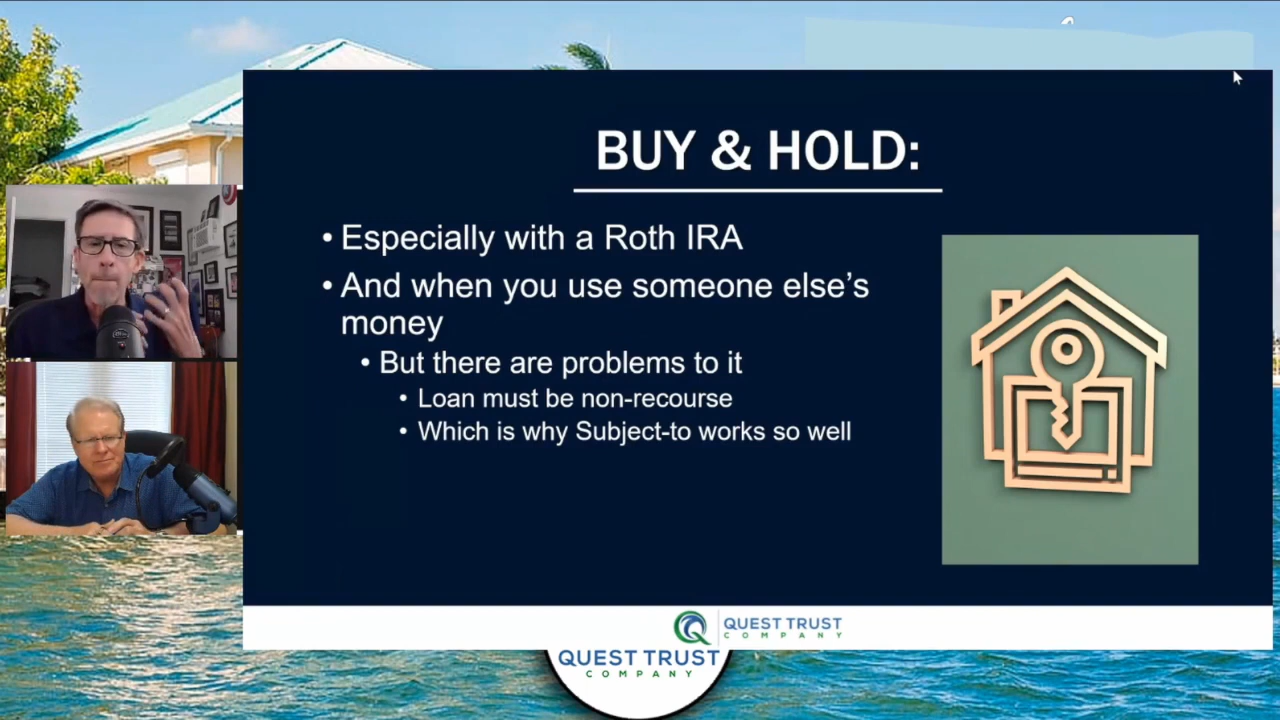 BUY & HOLD:
• Especially with a Roth IRA
• And when you use someone else’s
money
• But there are problems to it
• Loan must be non-recourse
• Which is why Subject-to works so well
QUEST TRUST
COMPANY
QUEST TRUST
COMPANY